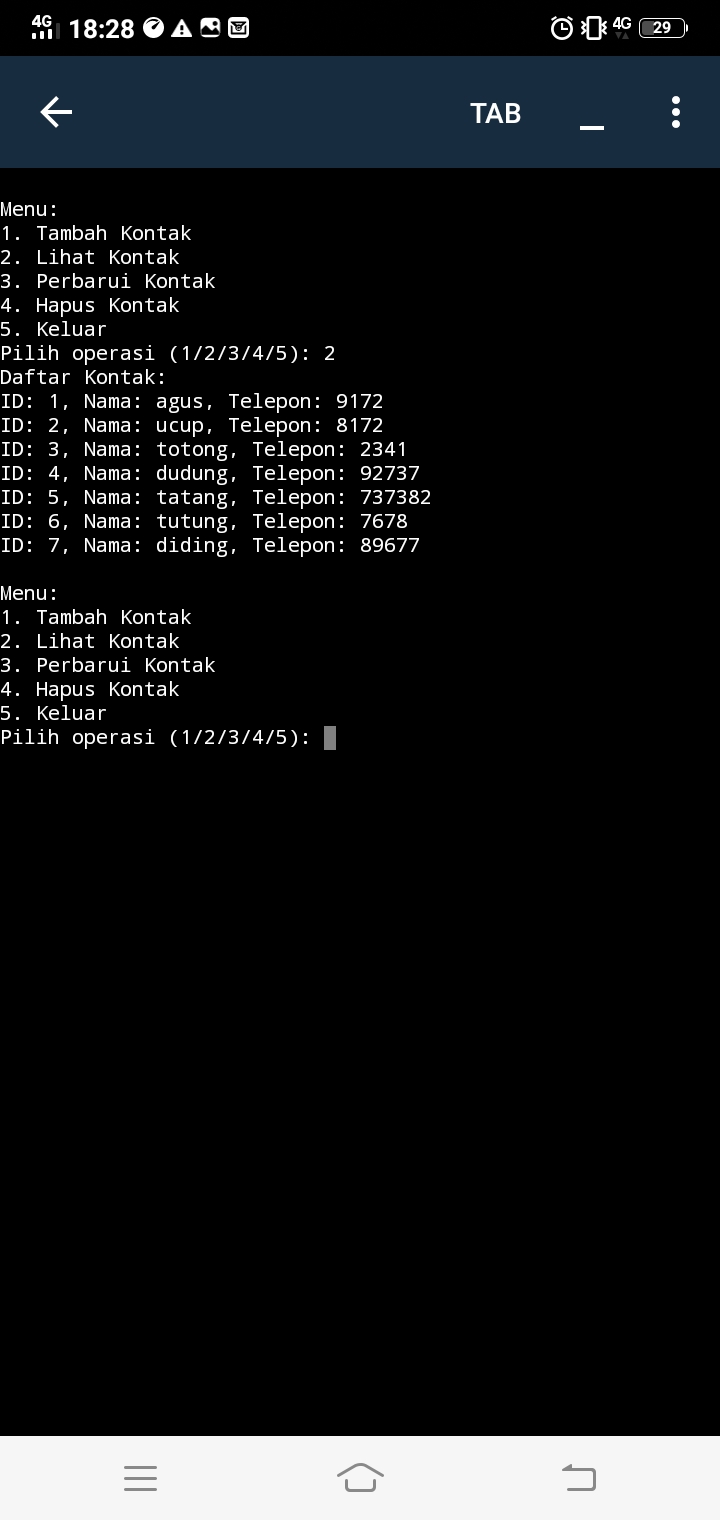 4G 18:28 4G 29
TAB _
Menu:
1. Tambah Kontak
2. Lihat Kontak
3. Perbarui Kontak
4. Hapus Kontak
5. Keluar
Pilih operasi (1/2/3/4/5): 2
Daftar Kontak:
ID: 1, Nama: agus, Telepon: 9172
ID: 2, Nama: ucup, Telepon: 8172
ID: 3, Nama: totong, Telepon: 2341
ID: 4, Nama: dudung, Telepon: 92737
ID: 5, Nama: tatang, Telepon: 737382
ID: 6, Nama: tutung, Telepon: 7678
ID: 7, Nama: diding, Telepon: 89677
Menu:
1. Tambah Kontak
2. Lihat Kontak
3. Perbarui Kontak
4. Hapus Kontak
5. Keluar
Pilih operasi (1/2/3/4/5):